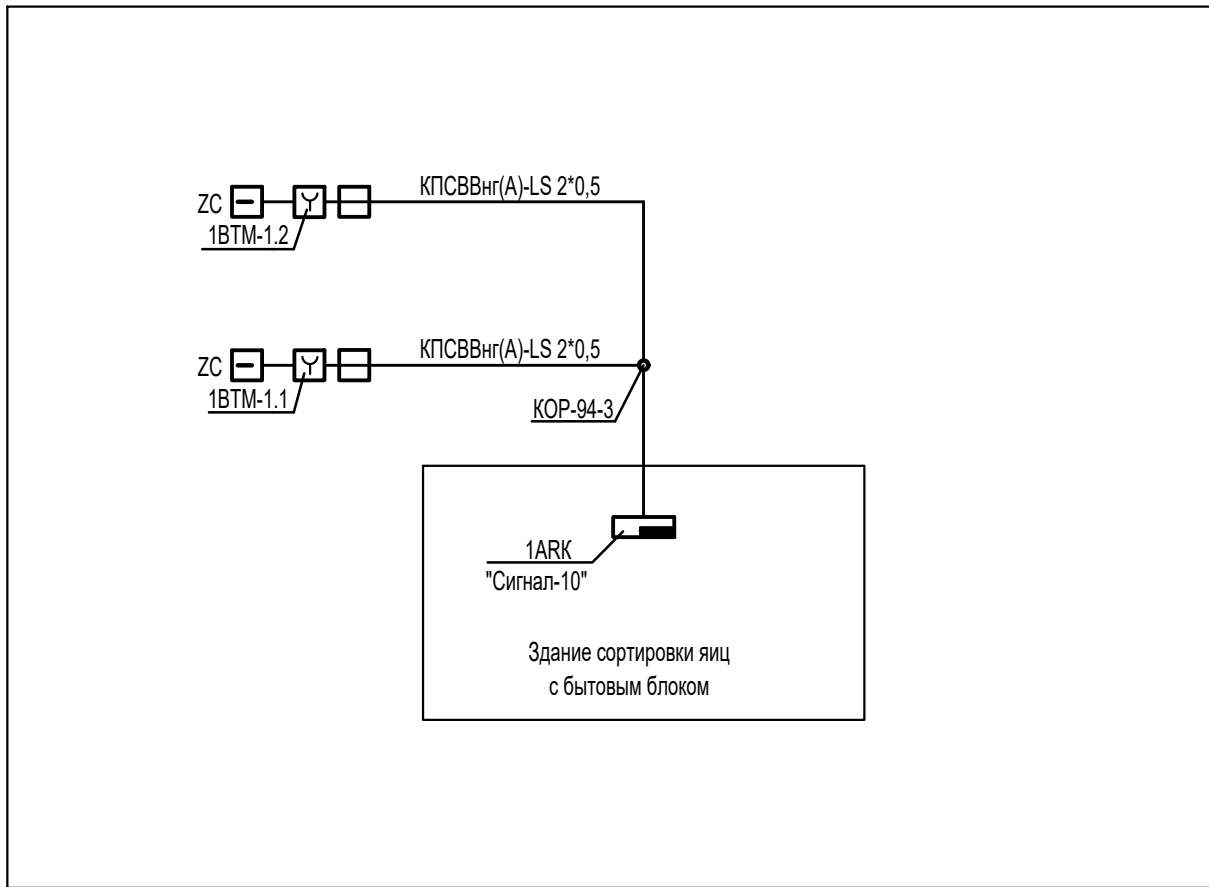 КПСВВнг(А)-LS 2*0,5
ZC
1ВТМ-1.2
КПСВВнг(А)-LS 2*0,5
ZC
1ВТМ-1.1
КОР-94-3
1ARK
"Сигнал-10"
Здание сортировки яиц
с бытовым блоком